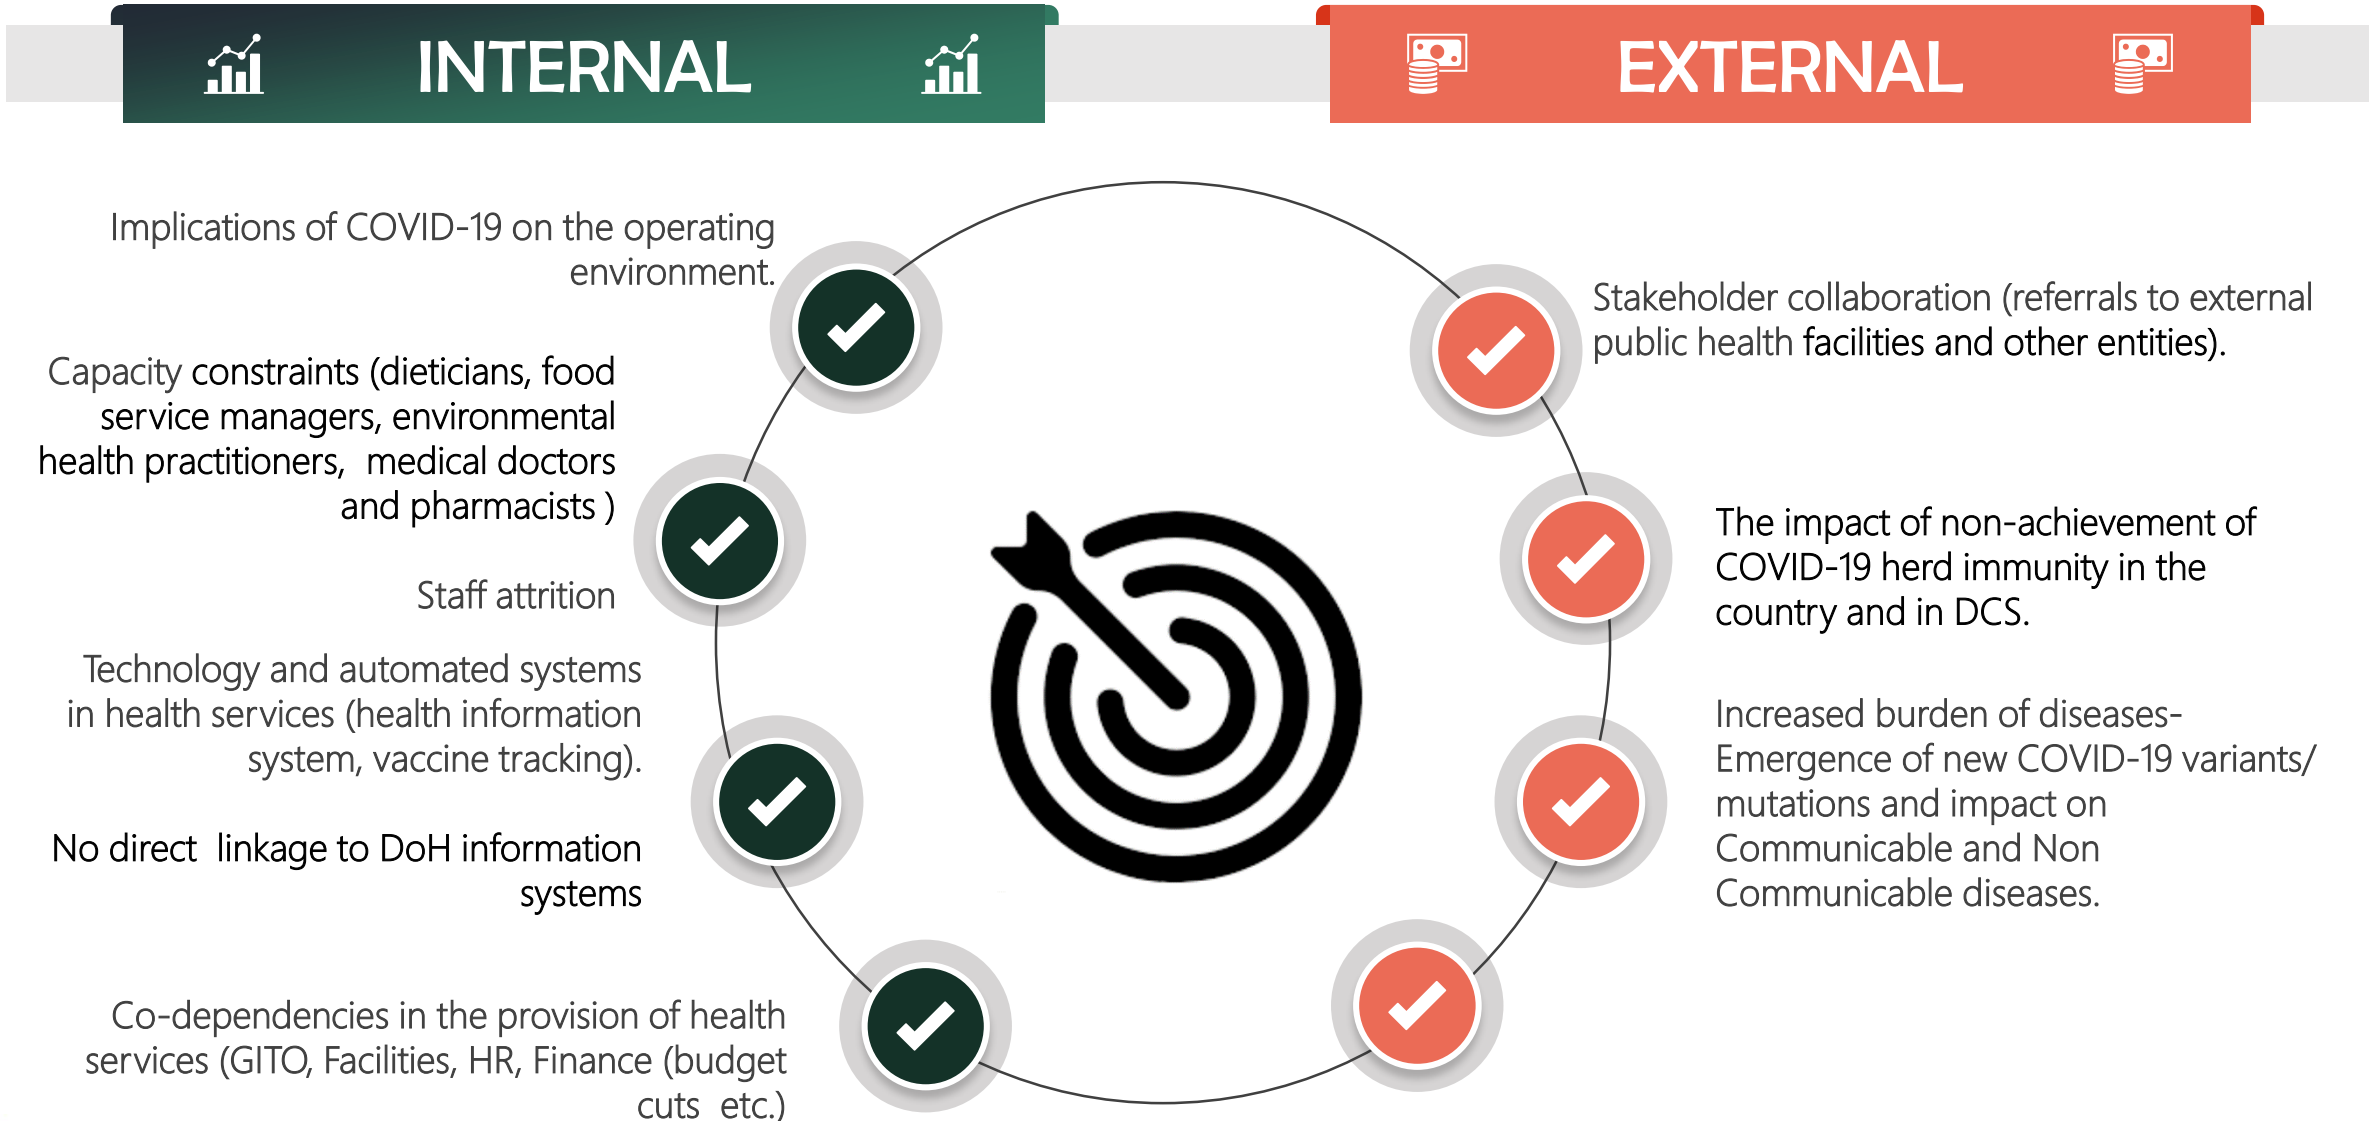 INTERNAL
EXTERNAL
Implications of COVID-19 on the operating
environment.
Capacity constraints (dieticians, food
service managers, environmental
health practitioners,  medical doctors
and pharmacists )
Staff attrition
Technology and automated systems
in health services (health information
system, vaccine tracking).
No direct  linkage to DoH information
systems
Co-dependencies in the provision of health
services (GITO, Facilities, HR, Finance (budget
cuts  etc.)
Stakeholder collaboration (referrals to external
public health facilities and other entities).
The impact of non-achievement of
COVID-19 herd immunity in the
country and in DCS.
Increased burden of diseases-
Emergence of new COVID-19 variants/
mutations and impact on
Communicable and Non
Communicable diseases.